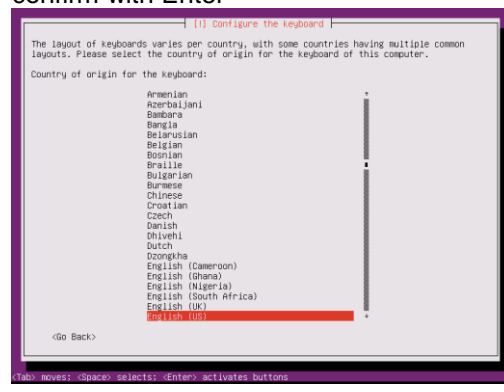 confirm with Enter
[!] Configure the keyboard
The layout of keyboards varies per country, with some countries having multiple common
layouts. Please select the country of origin for the keyboard of this computer.
Country of origin for the keyboard:
Armenian
Azerbaijani
Bambara
Bangla
Belarusian
Belgian
Bosnian
Braille
Bulgarian
Burmese
Chinese
Croatian
Czech
Danish
Dhivehi
Dutch
Dzongkha
English (Cameroon)
English (Ghana)
English (Nigeria)
English (South Africa)
English (UK)
English (US)
<Go Back>
<Tab> moves; <Space> selects; <Enter> activates buttons